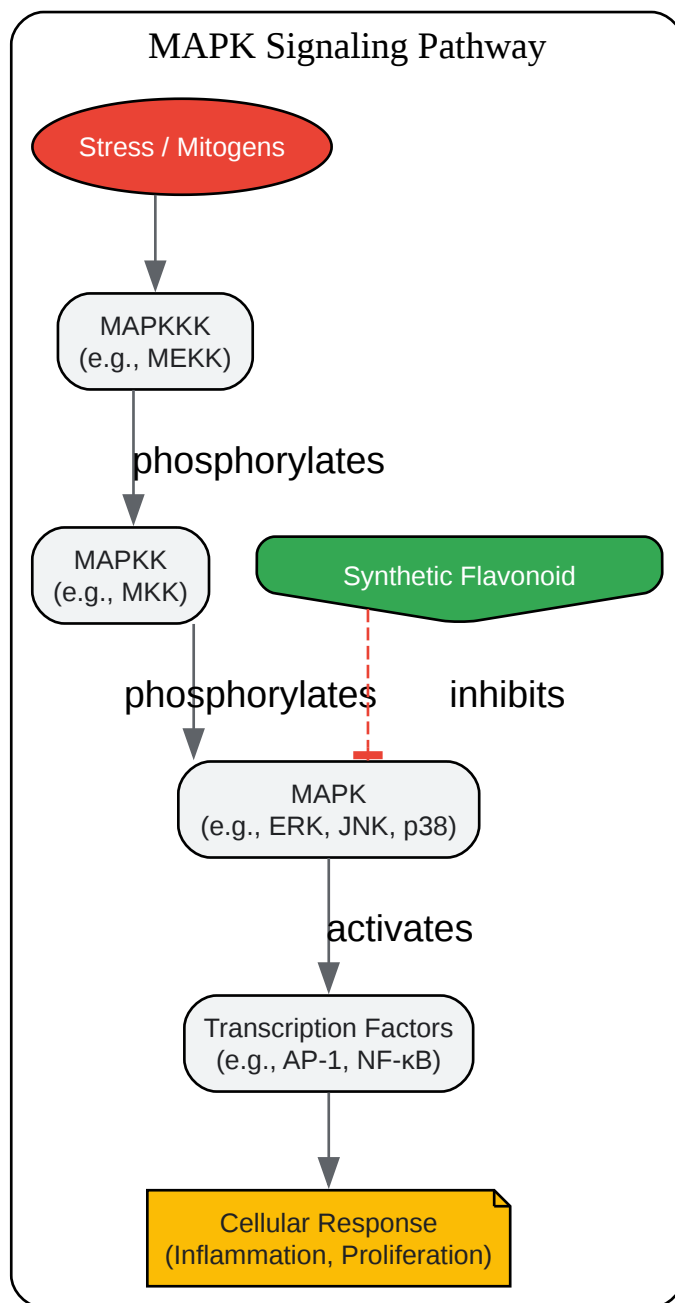 MAPK Signaling Pathway
Stress / Mitogens
MAPKKK
(e.g., MEKK)
phosphorylates
MAPKK
(e.g., MKK)
Synthetic Flavonoid
phosphorylates
inhibits
MAPK
(e.g., ERK, JNK, p38)
activates
Transcription Factors
(e.g., AP-1, NF-κB)
Cellular Response
(Inflammation, Proliferation)